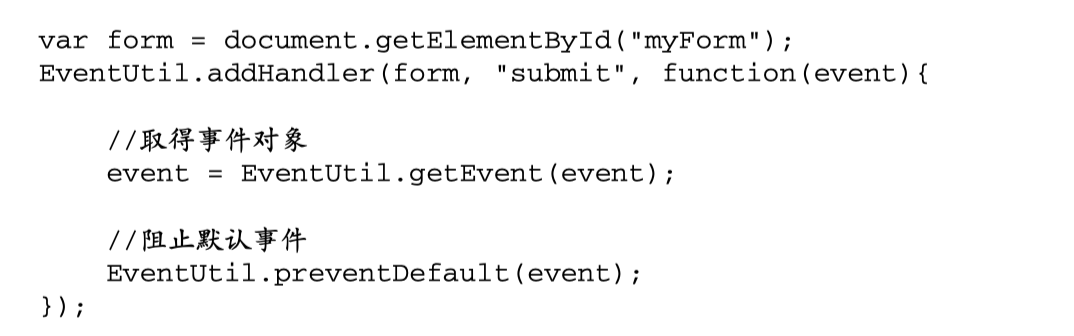 var form = document.getElementById("myForm");
EventUtil.addHandler(form, "submit", function(event){
//取得事件对象
event = EventUtil.getEvent(event);
//阻止默认事件
EventUtil.preventDefault(event);
});